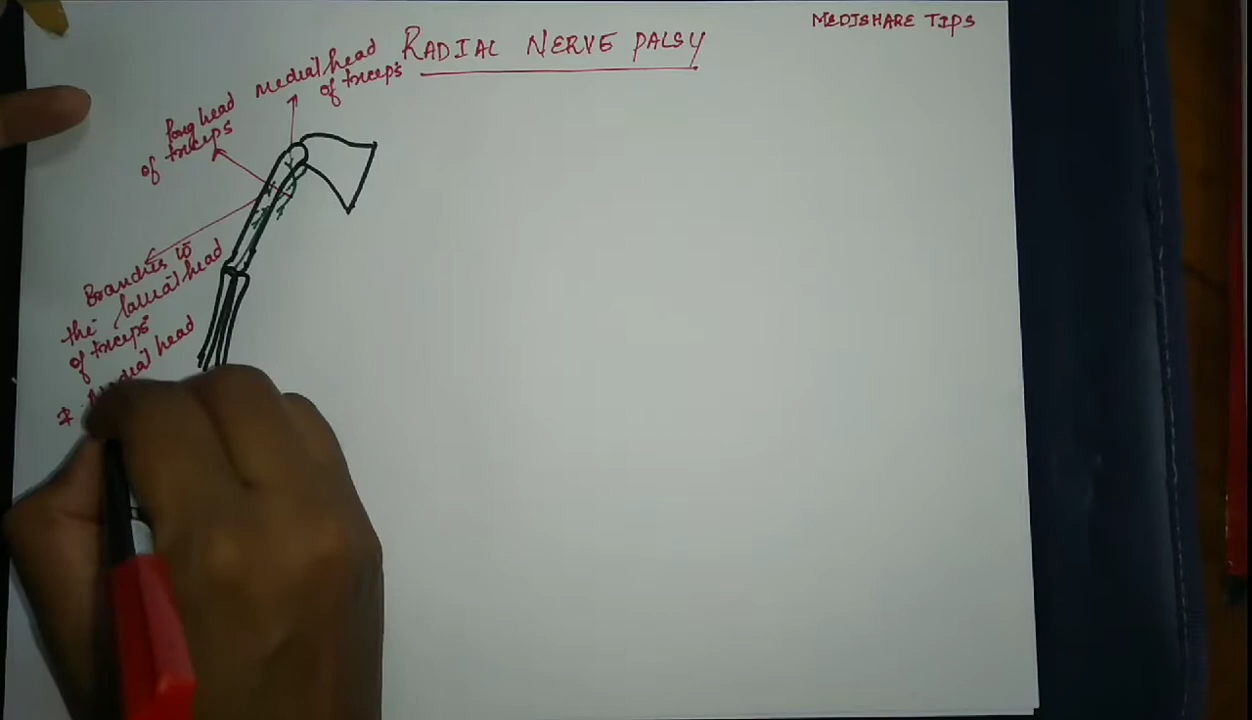 MEDISHARE TIPS
RADIAL NERVE PALSY
medial head
of triceps
long head
of triceps
Branches to
the lateral head
of triceps
& Medial head